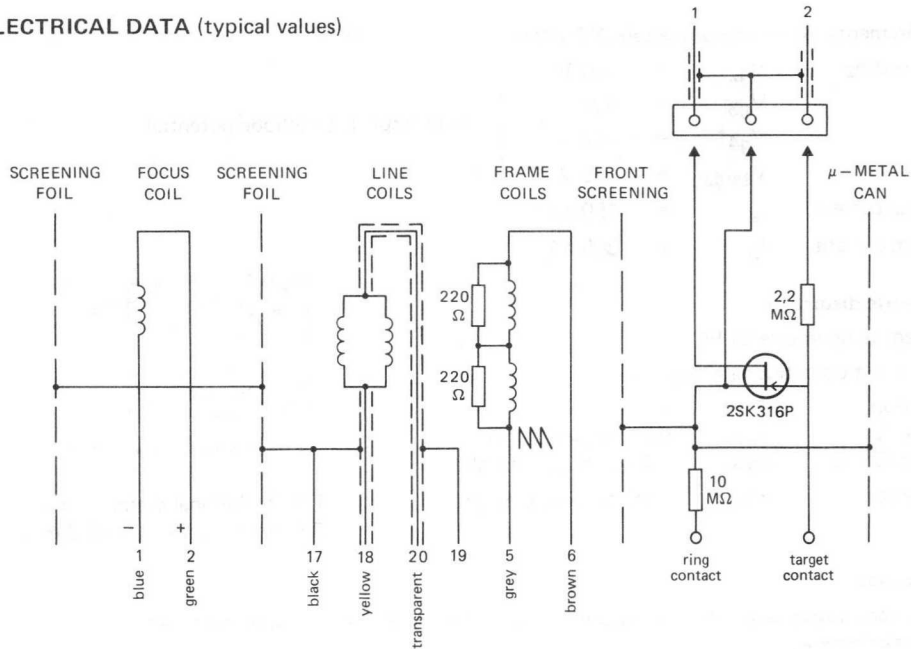 LECTRICAL DATA (typical values)
1 2
SCREENING FOIL
FOCUS COIL
SCREENING FOIL
LINE COILS
FRAME COILS
FRONT SCREENING
μ-METAL CAN
220 Ω
220 Ω
2,2 MΩ
2SK316P
10 MΩ
− +
1 2 17 18 20 19 5 6
blue
green
black
yellow
transparent
grey
brown
ring contact
target contact